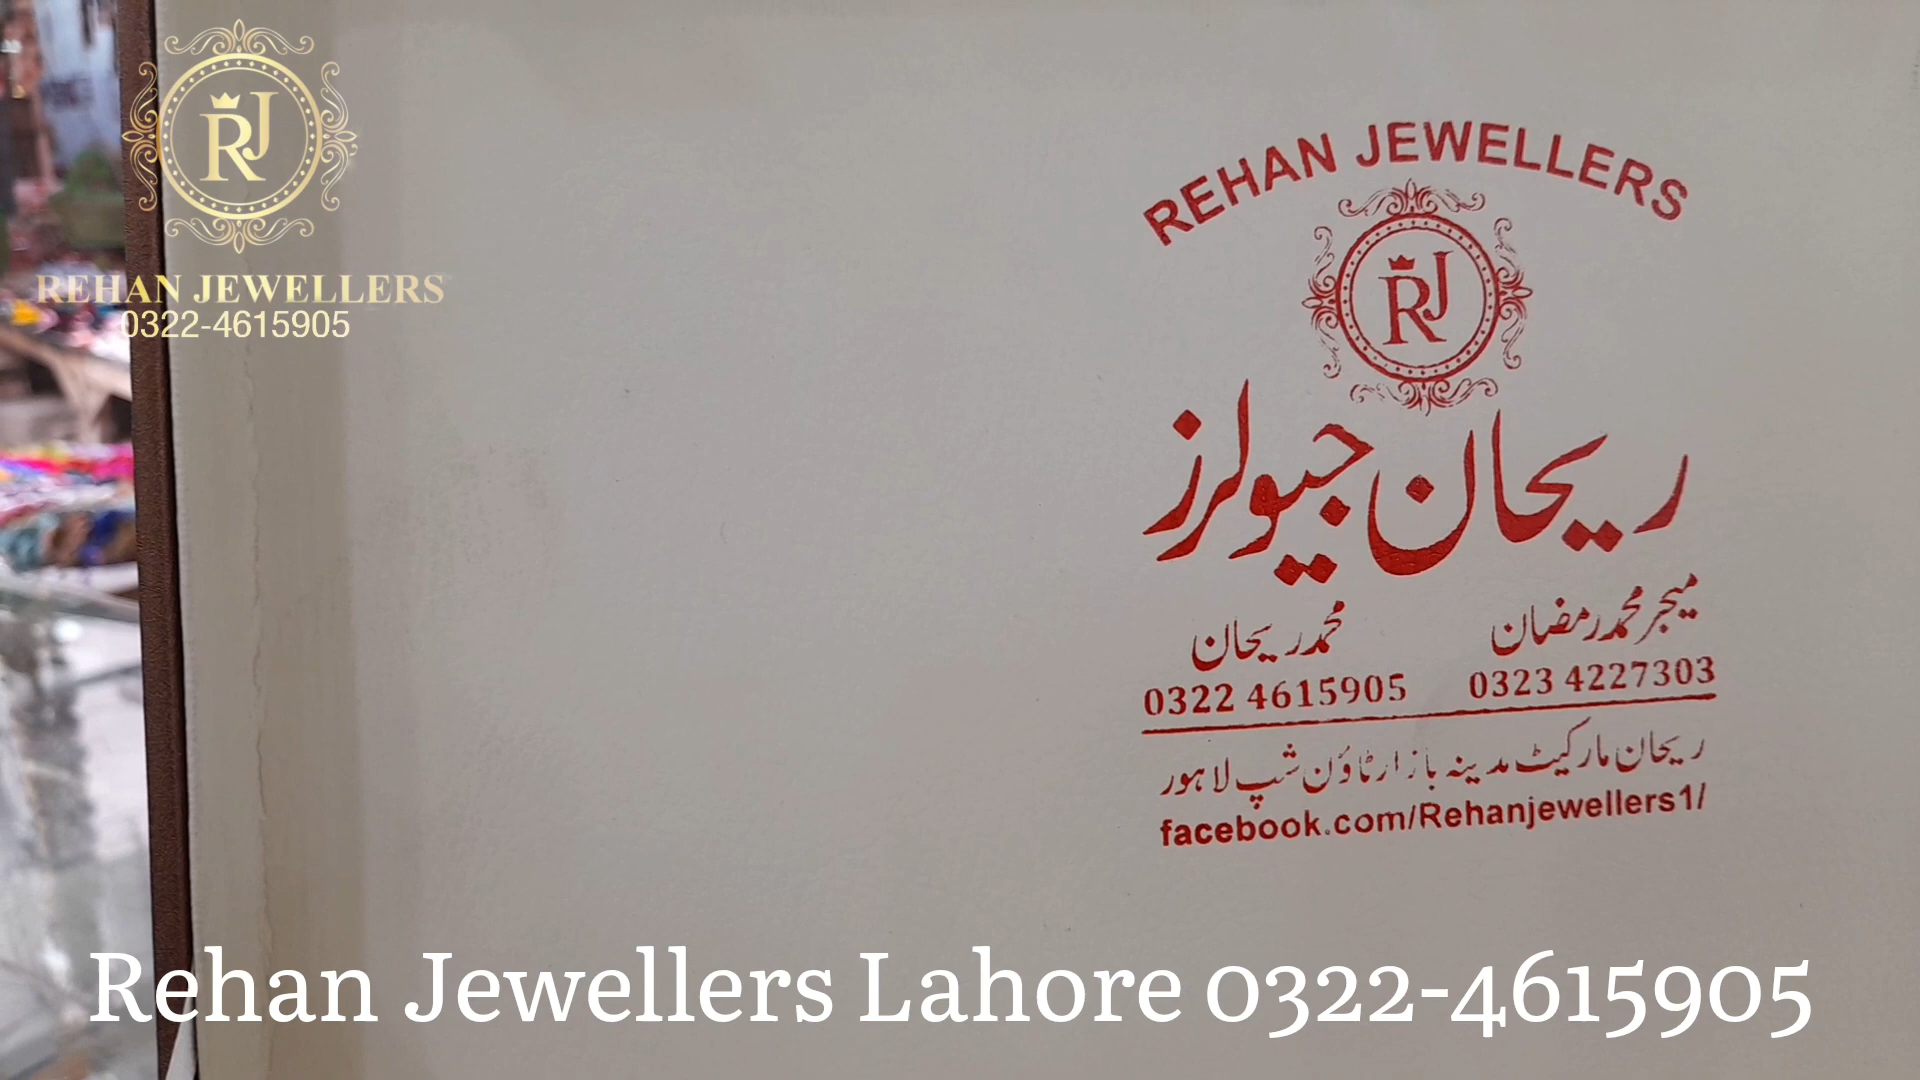 RJ
REHAN JEWELLERS
0322-4615905
REHAN JEWELLERS
RJ
ریحان جیولرز
میجر محمد رمضان
محمد ریحان
0322 4615905
0323 4227303
ریحان مارکیٹ مدینہ بازار ٹاؤن شپ لاہور
facebook.com/Rehanjewellers1/
Rehan Jewellers Lahore 0322-4615905